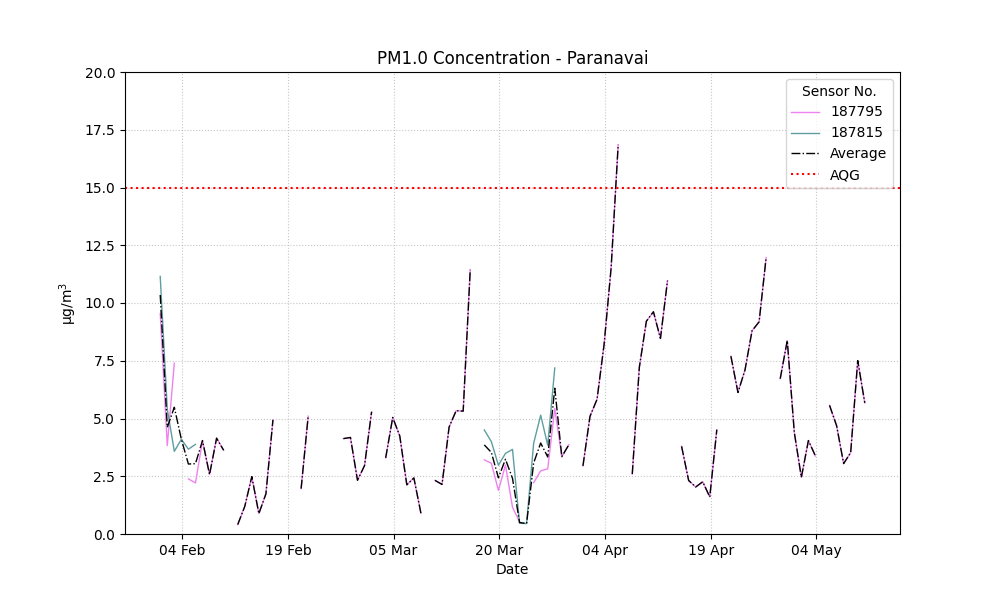 PM1.0 Concentration - Paranavai
20.0
17.5
15.0
12.5
10.0
7.5
5.0
2.5
0.0
µg/m³
Sensor No.
187795
187815
Average
AQG
04 Feb
19 Feb
05 Mar
20 Mar
04 Apr
19 Apr
04 May
Date